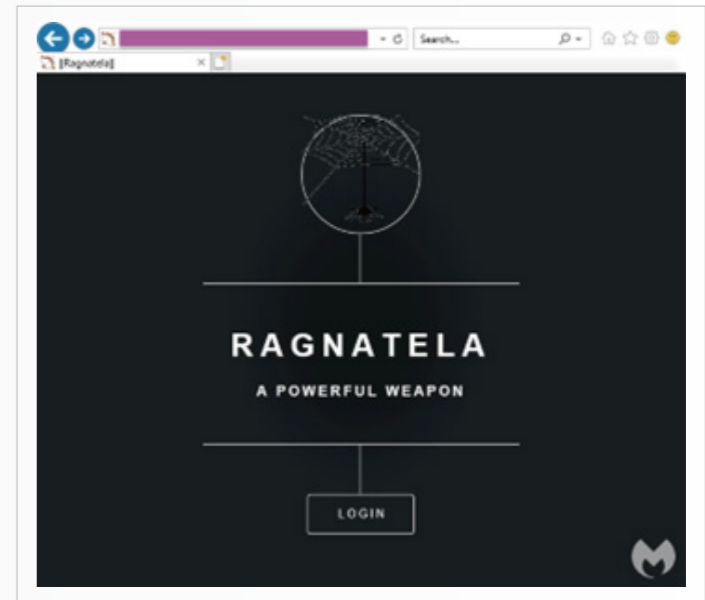 Search...
[Ragnatela]
RAGNATELA
A POWERFUL WEAPON
LOGIN